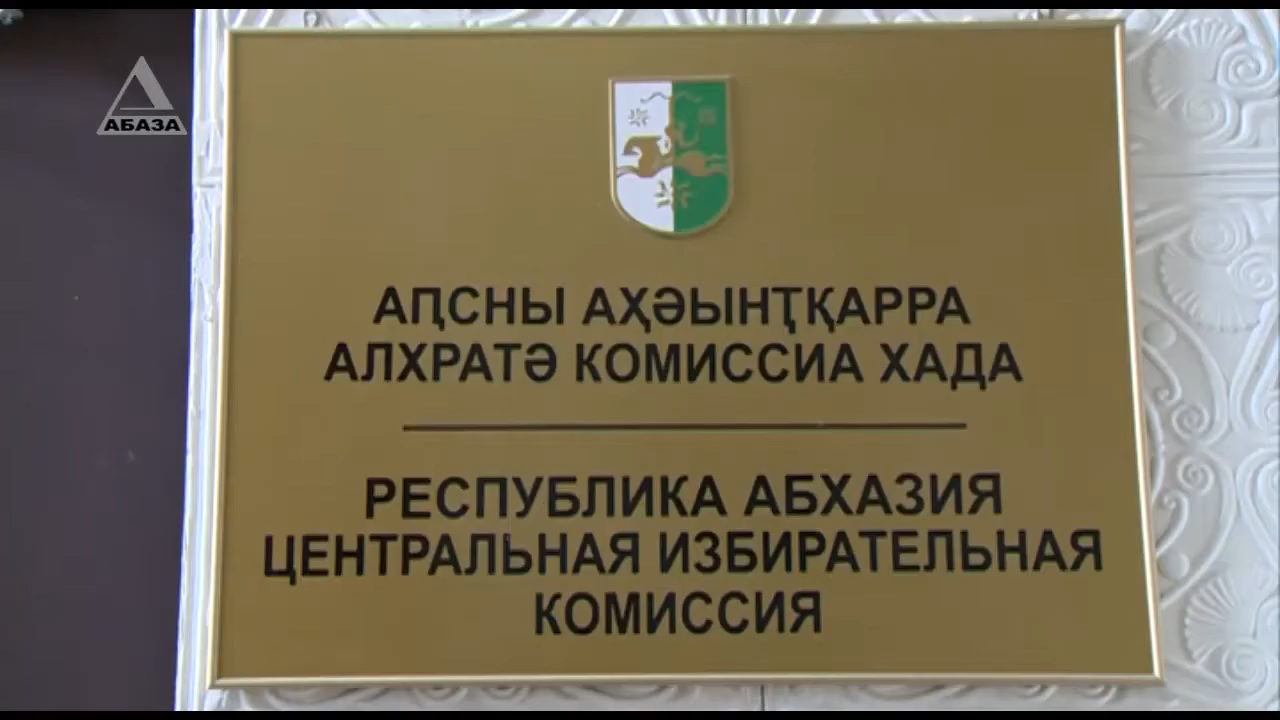 АБАЗА
АԤСНЫ АҲӘЫНҬҚАРРА
АЛХРАТӘ КОМИССИА ХАДА
РЕСПУБЛИКА АБХАЗИЯ
ЦЕНТРАЛЬНАЯ ИЗБИРАТЕЛЬНАЯ
КОМИССИЯ